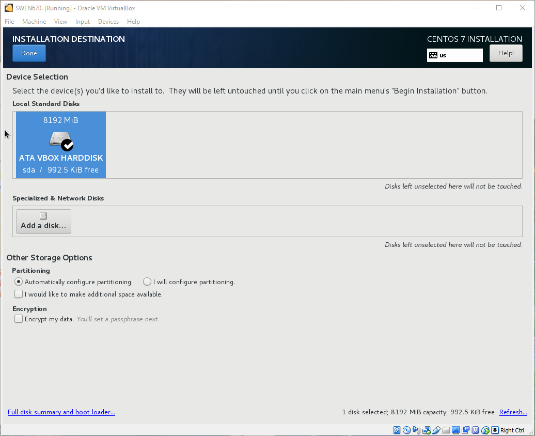 SWEN670 [Running] - Oracle VM VirtualBox
File Machine View Input Devices Help
INSTALLATION DESTINATION
CENTOS 7 INSTALLATION
Done
us
Help!
Device Selection
Select the device(s) you'd like to install to. They will be left untouched until you click on the main menu's "Begin Installation" button.
Local Standard Disks
8192 MiB
ATA VBOX HARDDISK
sda / 992.5 KiB free
Disks left unselected here will not be touched.
Specialized & Network Disks
Add a disk...
Disks left unselected here will not be touched.
Other Storage Options
Partitioning
Automatically configure partitioning. I will configure partitioning.
I would like to make additional space available.
Encryption
Encrypt my data. You'll set a passphrase next.
Full disk summary and boot loader...
1 disk selected; 8192 MiB capacity; 992.5 KiB free Refresh...
Right Ctrl